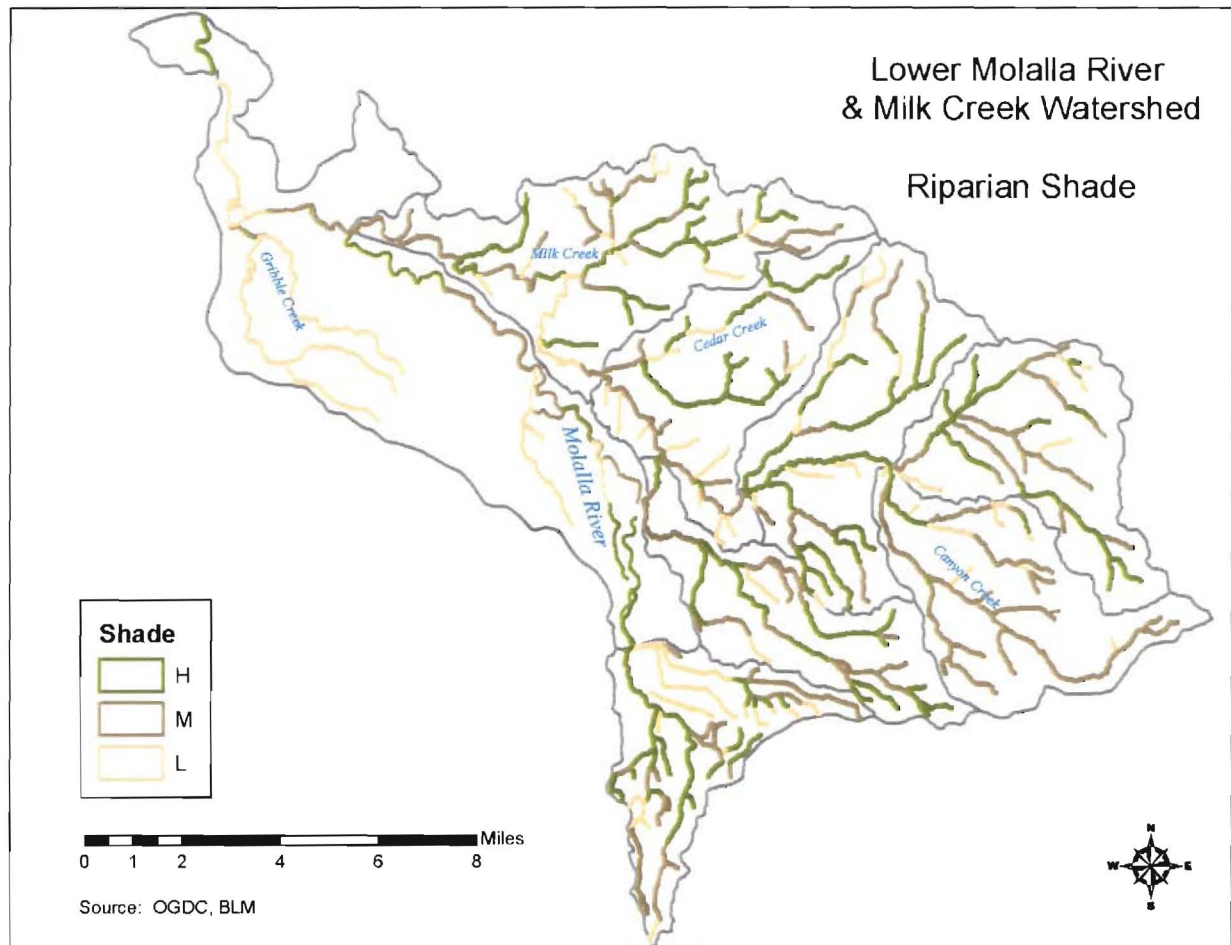 Lower Molalla River
& Milk Creek Watershed
Riparian Shade
Milk Creek
Gribble Creek
Cedar Creek
Molalla River
Canyon Creek
Shade
H
M
L
Miles
0 1 2 4 6 8
Source: OGDC, BLM
N
W E
S